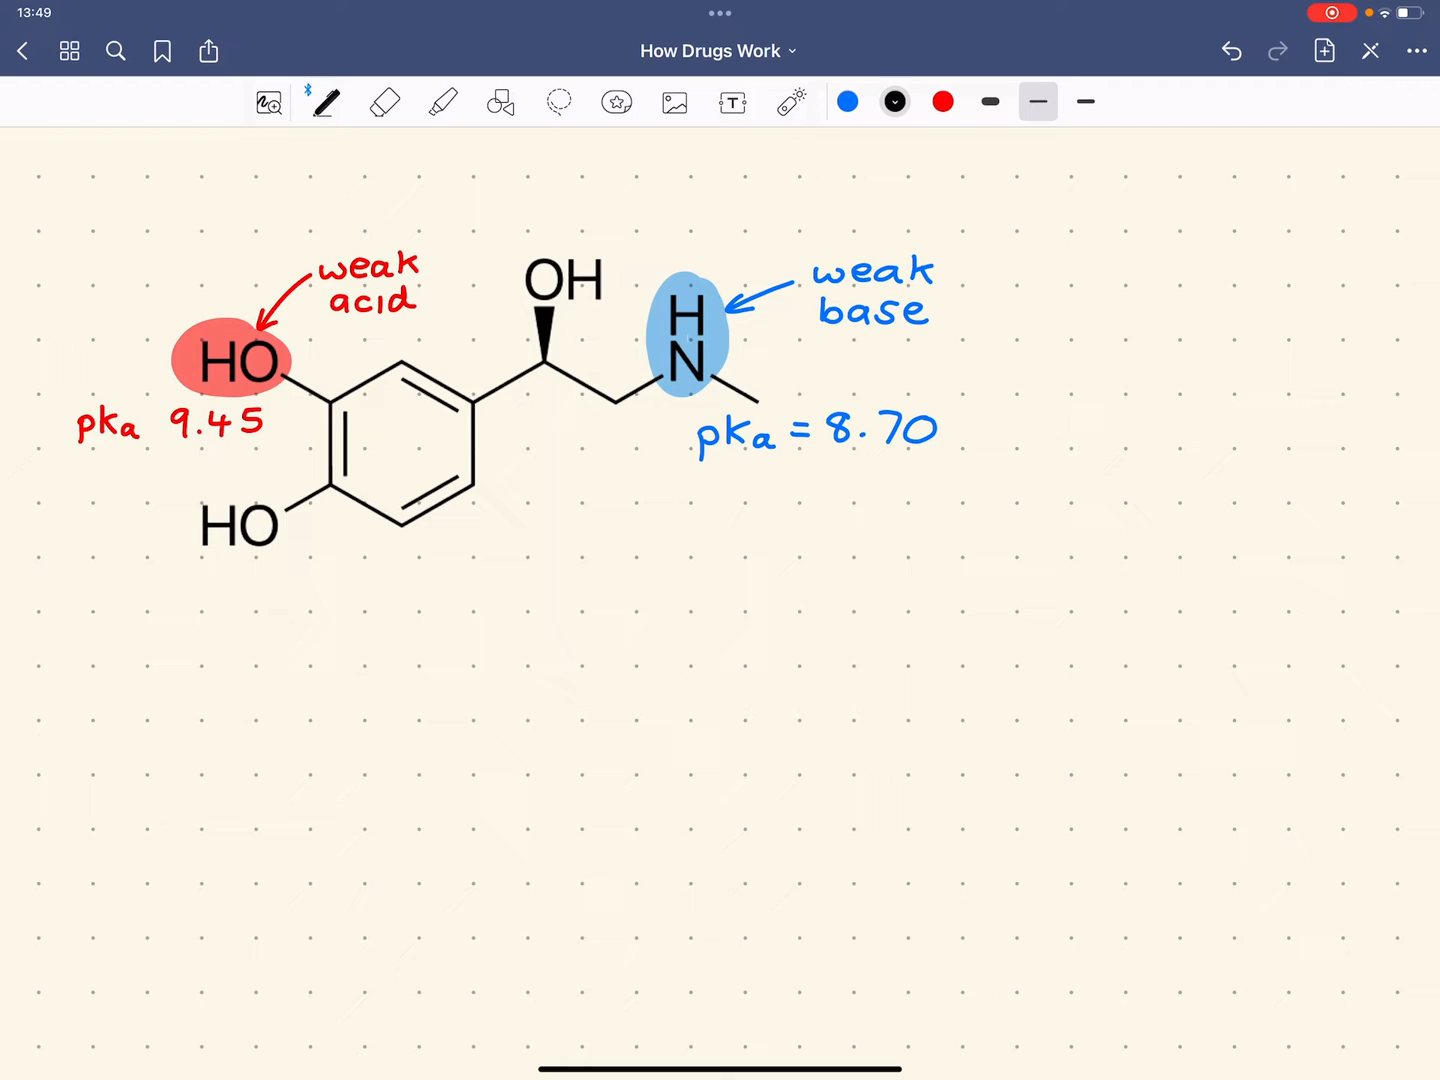 13:49
How Drugs Work
T
weak
acid
OH
weak
base
H
N
HO
pka 9.45
pka = 8.70
HO